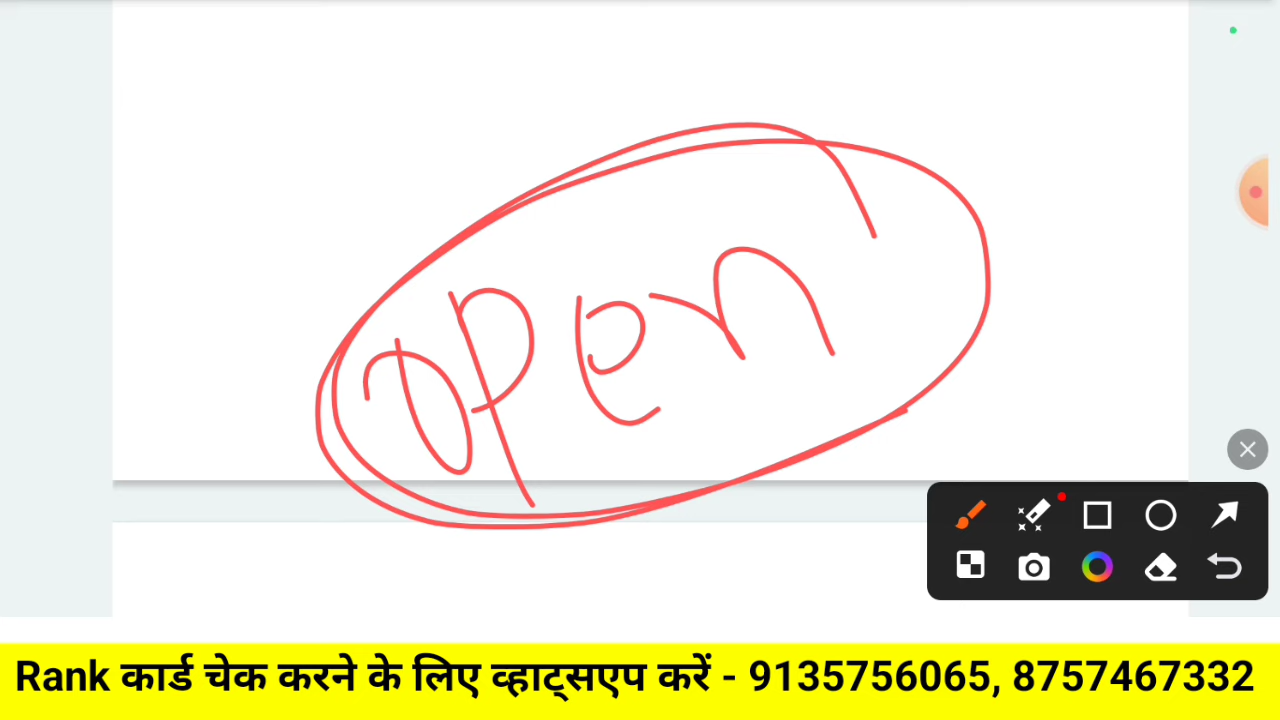 open
Rank कार्ड चेक करने के लिए व्हाट्सएप करें - 9135756065, 8757467332